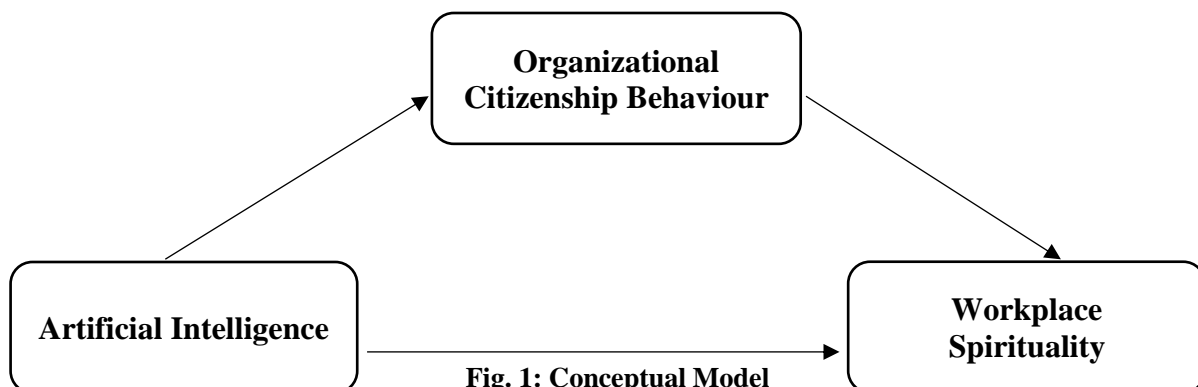 Organizational
Citizenship Behaviour
Artificial Intelligence
Workplace
Spirituality
Fig. 1: Conceptual Model